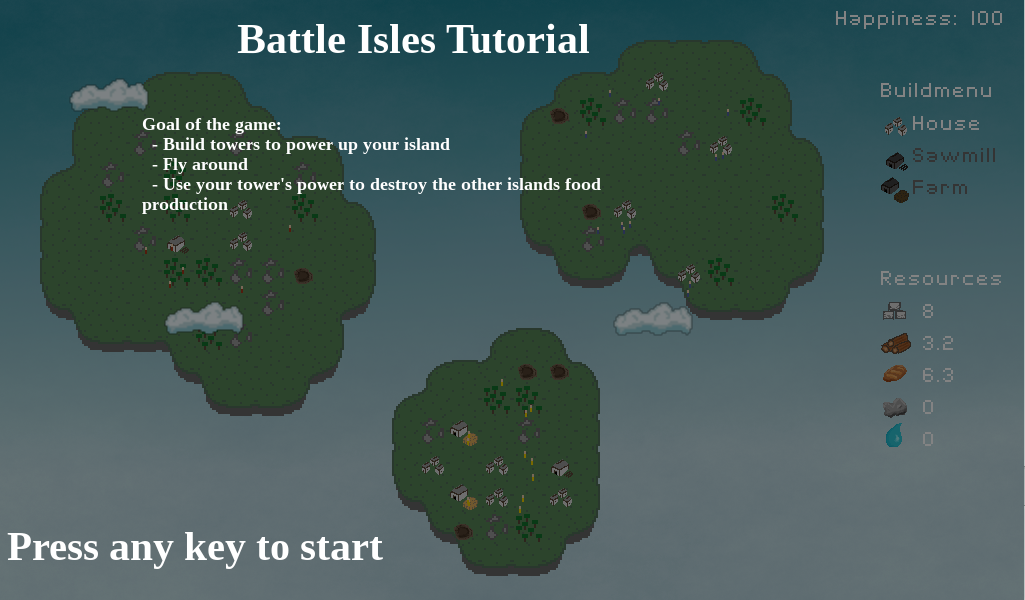 Battle Isles Tutorial
Happiness: 100
Goal of the game:
- Build towers to power up your island
- Fly around
- Use your tower's power to destroy the other islands food
production
Buildmenu
House
Sawmill
Farm
Resources
8
3.2
6.3
0
0
Press any key to start